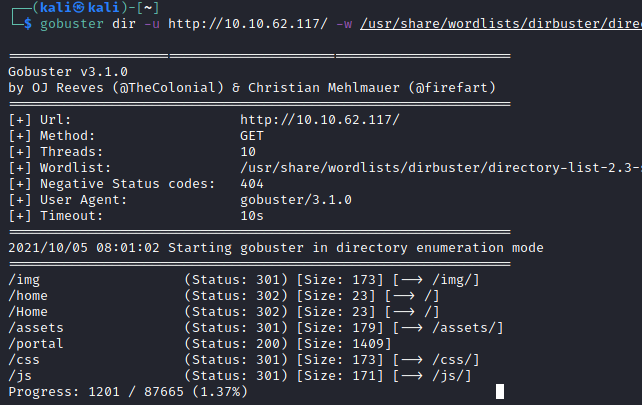 ┌──(kali㉿kali)-[~]
└─$ gobuster dir -u http://10.10.62.117/ -w /usr/share/wordlists/dirbuster/dire
===============================================================
Gobuster v3.1.0
by OJ Reeves (@TheColonial) & Christian Mehlmauer (@firefart)
===============================================================
[+] Url:                     http://10.10.62.117/
[+] Method:                  GET
[+] Threads:                 10
[+] Wordlist:                /usr/share/wordlists/dirbuster/directory-list-2.3-
[+] Negative Status codes:   404
[+] User Agent:              gobuster/3.1.0
[+] Timeout:                 10s
===============================================================
2021/10/05 08:01:02 Starting gobuster in directory enumeration mode
===============================================================
/img                  (Status: 301) [Size: 173] [--> /img/]
/home                 (Status: 302) [Size: 23] [--> /]
/Home                 (Status: 302) [Size: 23] [--> /]
/assets               (Status: 301) [Size: 179] [--> /assets/]
/portal               (Status: 200) [Size: 1409]
/css                  (Status: 301) [Size: 173] [--> /css/]
/js                   (Status: 301) [Size: 171] [--> /js/]
Progress: 1201 / 87665 (1.37%)